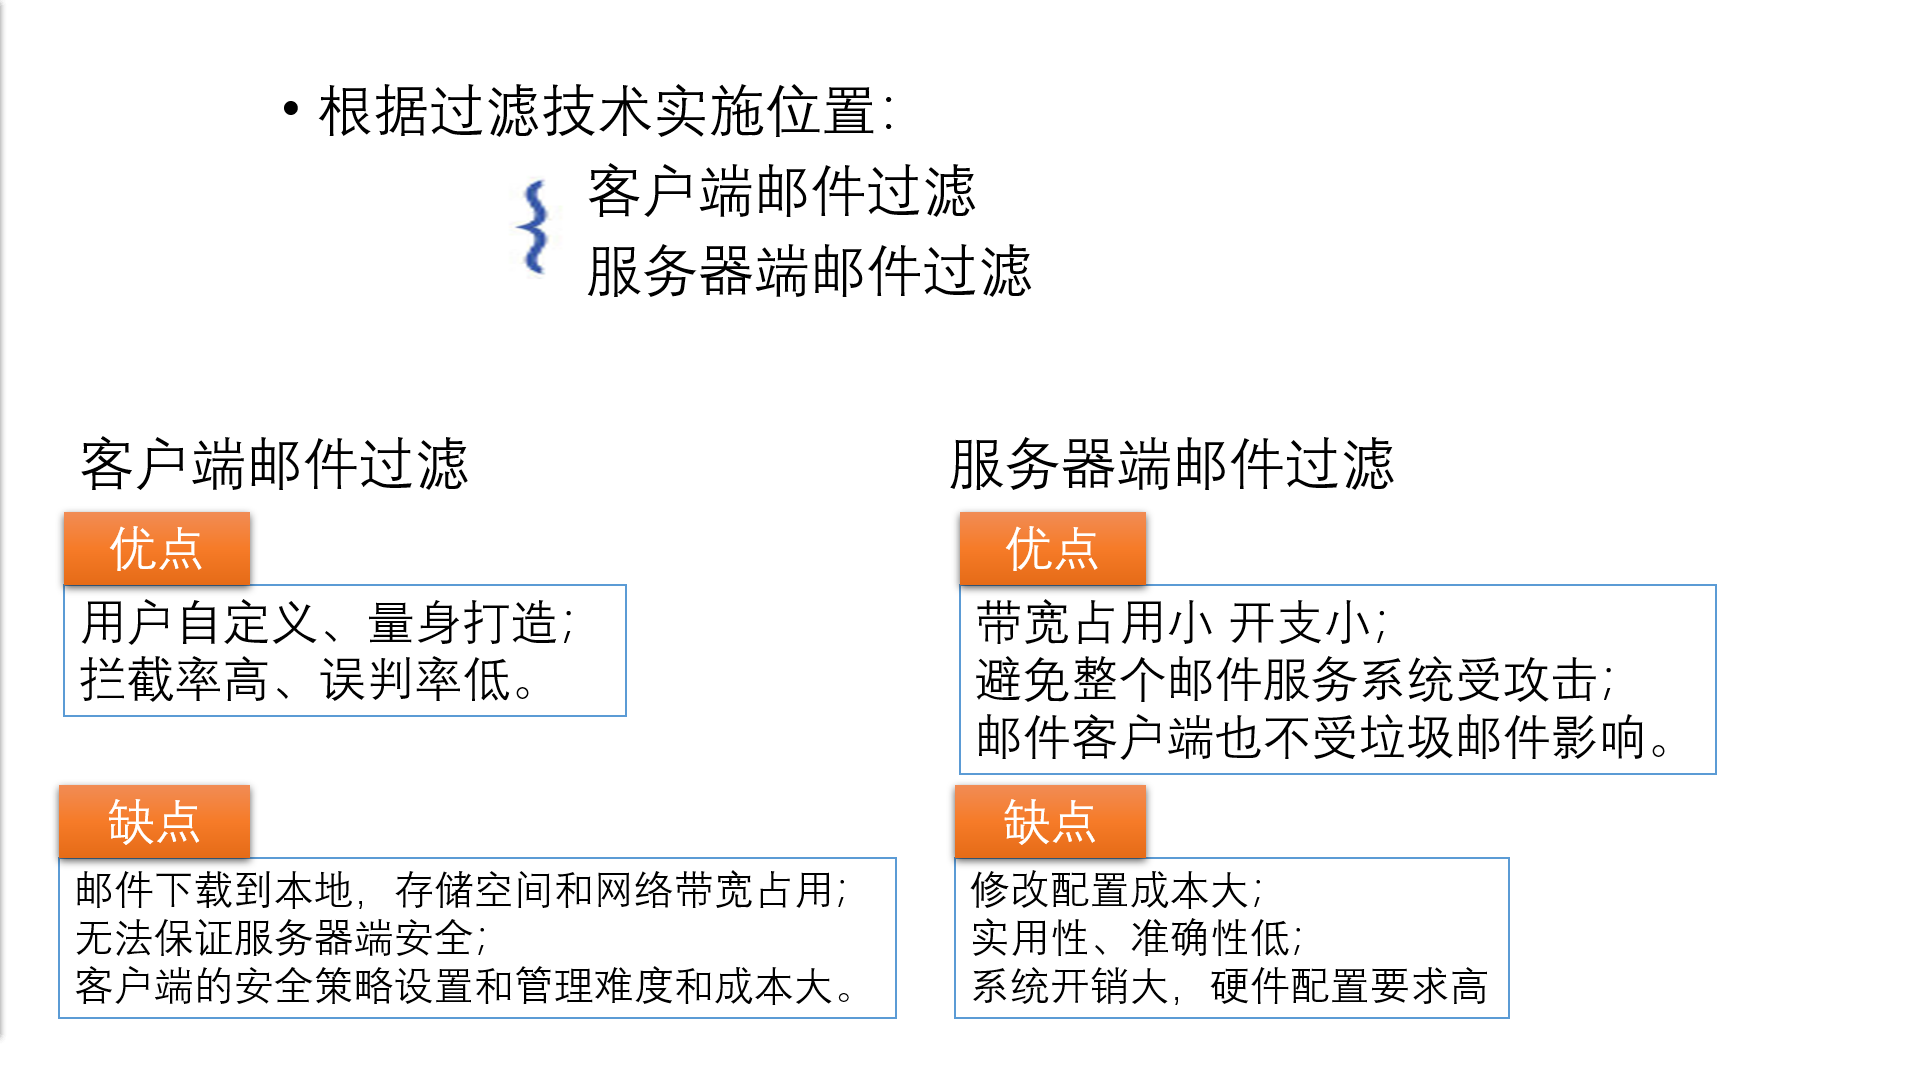 • 根据过滤技术实施位置：
客户端邮件过滤
服务器端邮件过滤
客户端邮件过滤
优点
用户自定义、量身打造；
拦截率高、误判率低。
缺点
邮件下载到本地，存储空间和网络带宽占用；
无法保证服务器端安全；
客户端的安全策略设置和管理难度和成本大。
服务器端邮件过滤
优点
带宽占用小 开支小；
避免整个邮件服务系统受攻击；
邮件客户端也不受垃圾邮件影响。
缺点
修改配置成本大；
实用性、准确性低；
系统开销大，硬件配置要求高